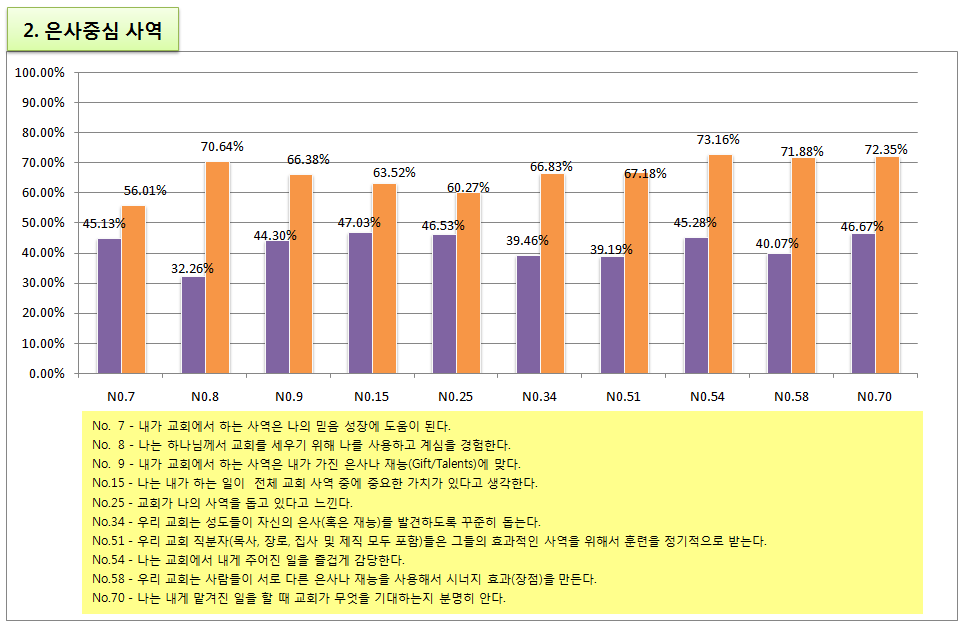 2. 은사중심 사역
100.00%
90.00%
80.00%
70.00%
60.00%
50.00%
40.00%
30.00%
20.00%
10.00%
0.00%
45.13% 56.01%
32.26% 70.64%
44.30% 66.38%
47.03% 63.52%
46.53% 60.27%
39.46% 66.83%
39.19% 67.18%
45.28% 73.16%
40.07% 71.88%
46.67% 72.35%
N0.7 N0.8 N0.9 N0.15 N0.25 N0.34 N0.51 N0.54 N0.58 N0.70
No. 7 - 내가 교회에서 하는 사역은 나의 믿음 성장에 도움이 된다.
No. 8 - 나는 하나님께서 교회를 세우기 위해 나를 사용하고 계심을 경험한다.
No. 9 - 내가 교회에서 하는 사역은 내가 가진 은사나 재능(Gift/Talents)에 맞다.
No.15 - 나는 내가 하는 일이 전체 교회 사역 중에 중요한 가치가 있다고 생각한다.
No.25 - 교회가 나의 사역을 돕고 있다고 느낀다.
No.34 - 우리 교회는 성도들이 자신의 은사(혹은 재능)를 발견하도록 꾸준히 돕는다.
No.51 - 우리 교회 직분자(목사, 장로, 집사 및 제직 모두 포함)들은 그들의 효과적인 사역을 위해서 훈련을 정기적으로 받는다.
No.54 - 나는 교회에서 내게 주어진 일을 즐겁게 감당한다.
No.58 - 우리 교회는 사람들이 서로 다른 은사나 재능을 사용해서 시너지 효과(장점)을 만든다.
No.70 - 나는 내게 맡겨진 일을 할 때 교회가 무엇을 기대하는지 분명히 안다.